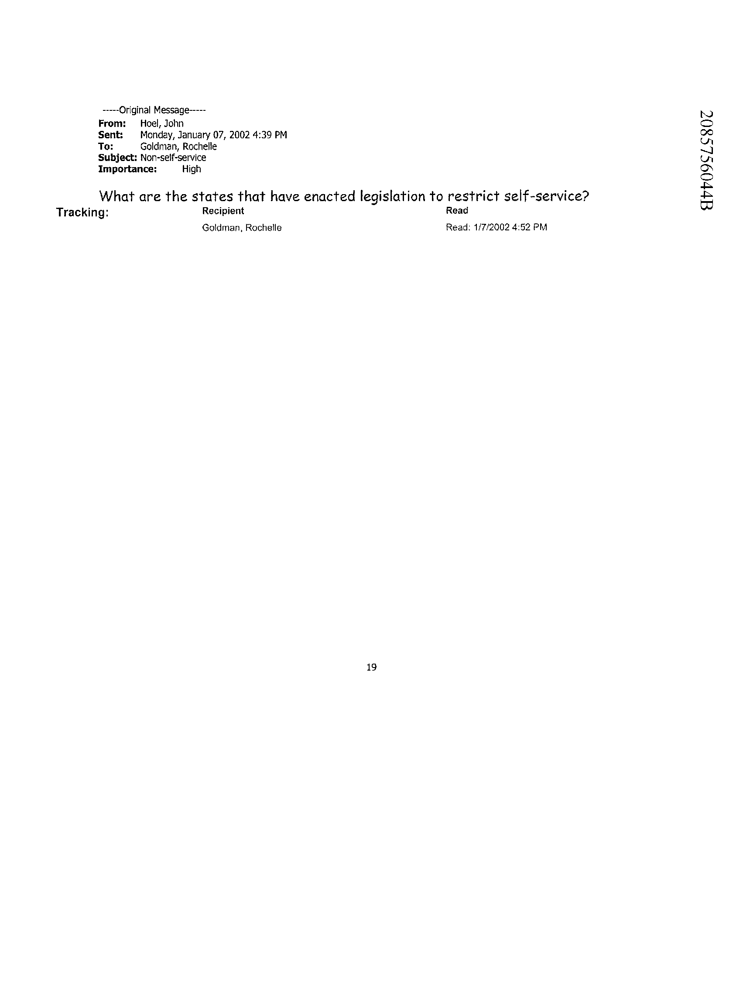 -----Original Message-----
From: Hoel, John
Sent: Monday, January 07, 2002 4:39 PM
To: Goldman, Rochelle
Subject: Non-self-service
Importance: High
What are the states that have enacted legislation to restrict self-service?
Tracking: Recipient Read
Goldman, Rochelle Read: 1/7/2002 4:52 PM
19
2085756044B